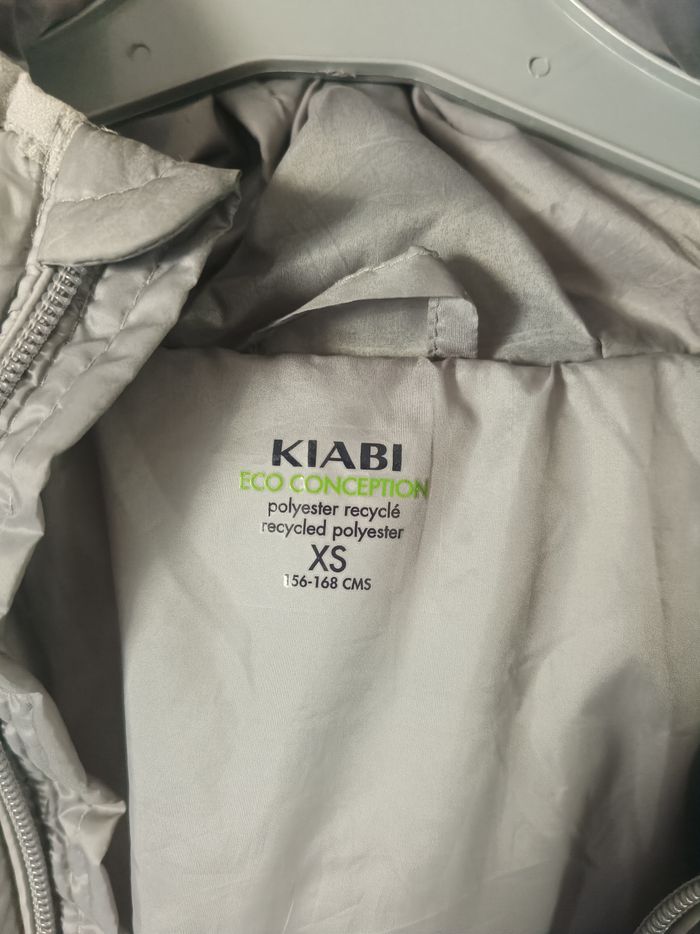 KIABI
ECO CONCEPTION
polyester recyclé
recycled polyester
XS
156-168 CMS